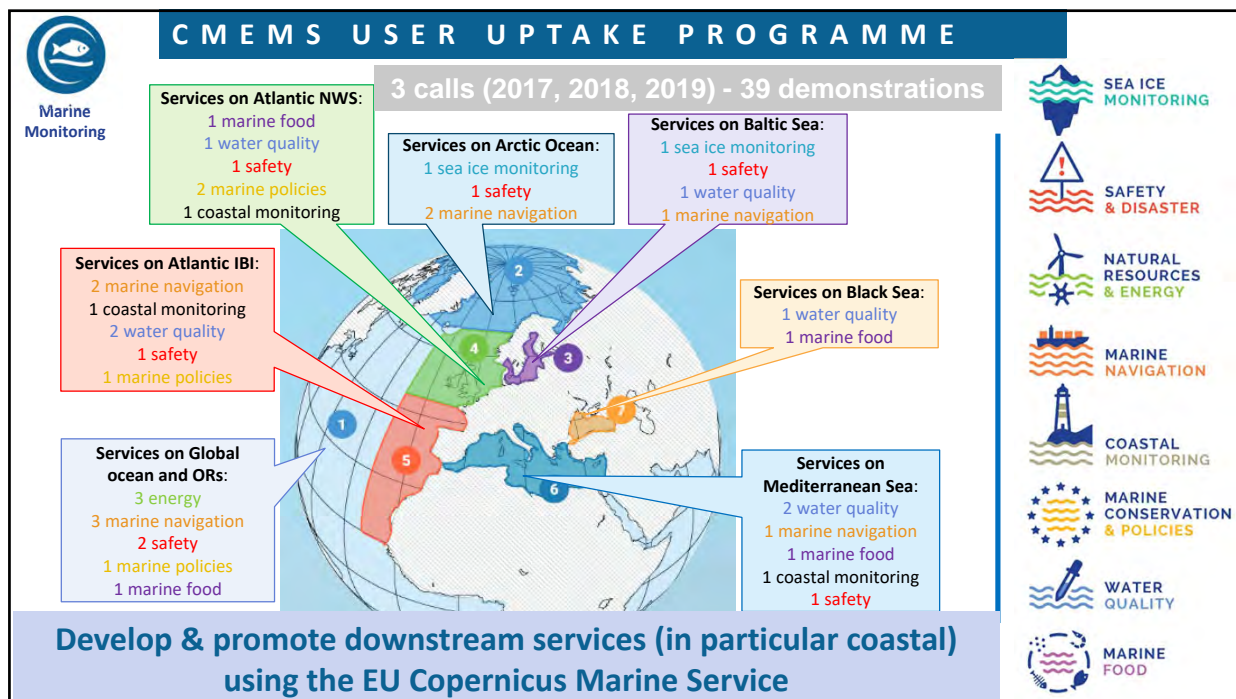 CMEMS USER UPTAKE PROGRAMME
Marine
Monitoring
3 calls (2017, 2018, 2019) - 39 demonstrations
Services on Atlantic NWS:
1 marine food
1 water quality
1 safety
2 marine policies
1 coastal monitoring
Services on Arctic Ocean:
1 sea ice monitoring
1 safety
2 marine navigation
Services on Baltic Sea:
1 sea ice monitoring
1 safety
1 water quality
1 marine navigation
Services on Atlantic IBI:
2 marine navigation
1 coastal monitoring
2 water quality
1 safety
1 marine policies
Services on Black Sea:
1 water quality
1 marine food
Services on Global
ocean and ORs:
3 energy
3 marine navigation
2 safety
1 marine policies
1 marine food
Services on
Mediterranean Sea:
2 water quality
1 marine navigation
1 marine food
1 coastal monitoring
1 safety
2
4
3
1
7
5
6
SEA ICE
MONITORING
!
SAFETY
& DISASTER
NATURAL
RESOURCES
& ENERGY
MARINE
NAVIGATION
COASTAL
MONITORING
MARINE
CONSERVATION
& POLICIES
WATER
QUALITY
MARINE
FOOD
Develop & promote downstream services (in particular coastal)
using the EU Copernicus Marine Service